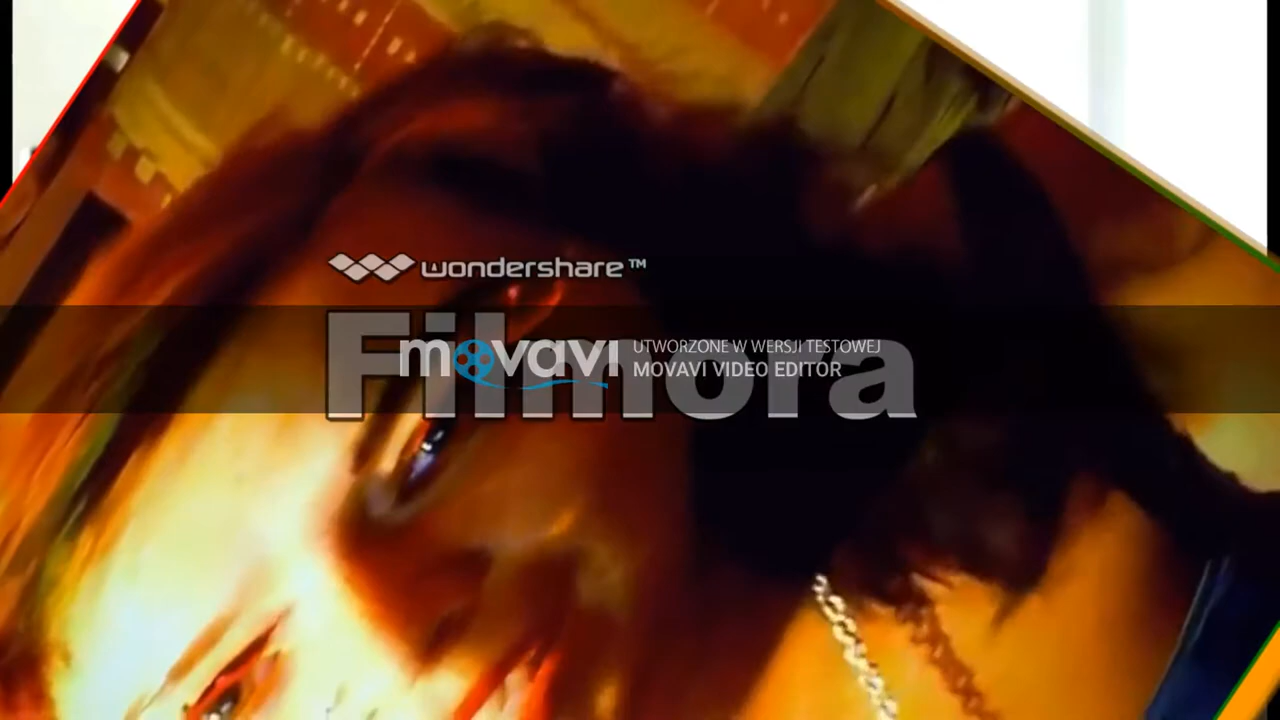 wondershare™
Filmora
movavi
UTWORZONE W WERSJI TESTOWEJ
MOVAVI VIDEO EDITOR